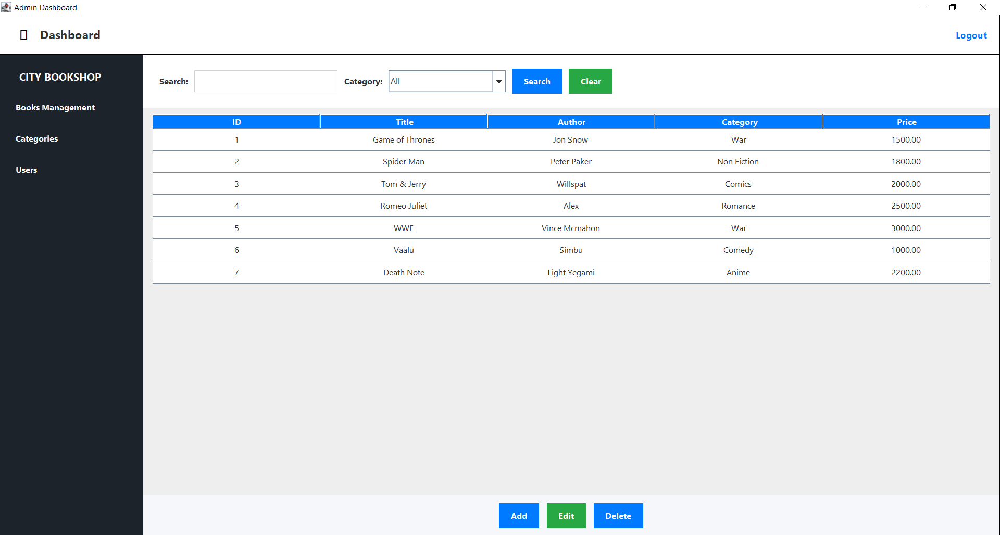 Admin Dashboard
Dashboard
Logout
CITY BOOKSHOP
Books Management
Categories
Users
Search: Category: All Search Clear
ID Title Author Category Price
1 Game of Thrones Jon Snow War 1500.00
2 Spider Man Peter Paker Non Fiction 1800.00
3 Tom & Jerry Willspat Comics 2000.00
4 Romeo Juliet Alex Romance 2500.00
5 WWE Vince Mcmahon War 3000.00
6 Vaalu Simbu Comedy 1000.00
7 Death Note Light Yegami Anime 2200.00
Add Edit Delete